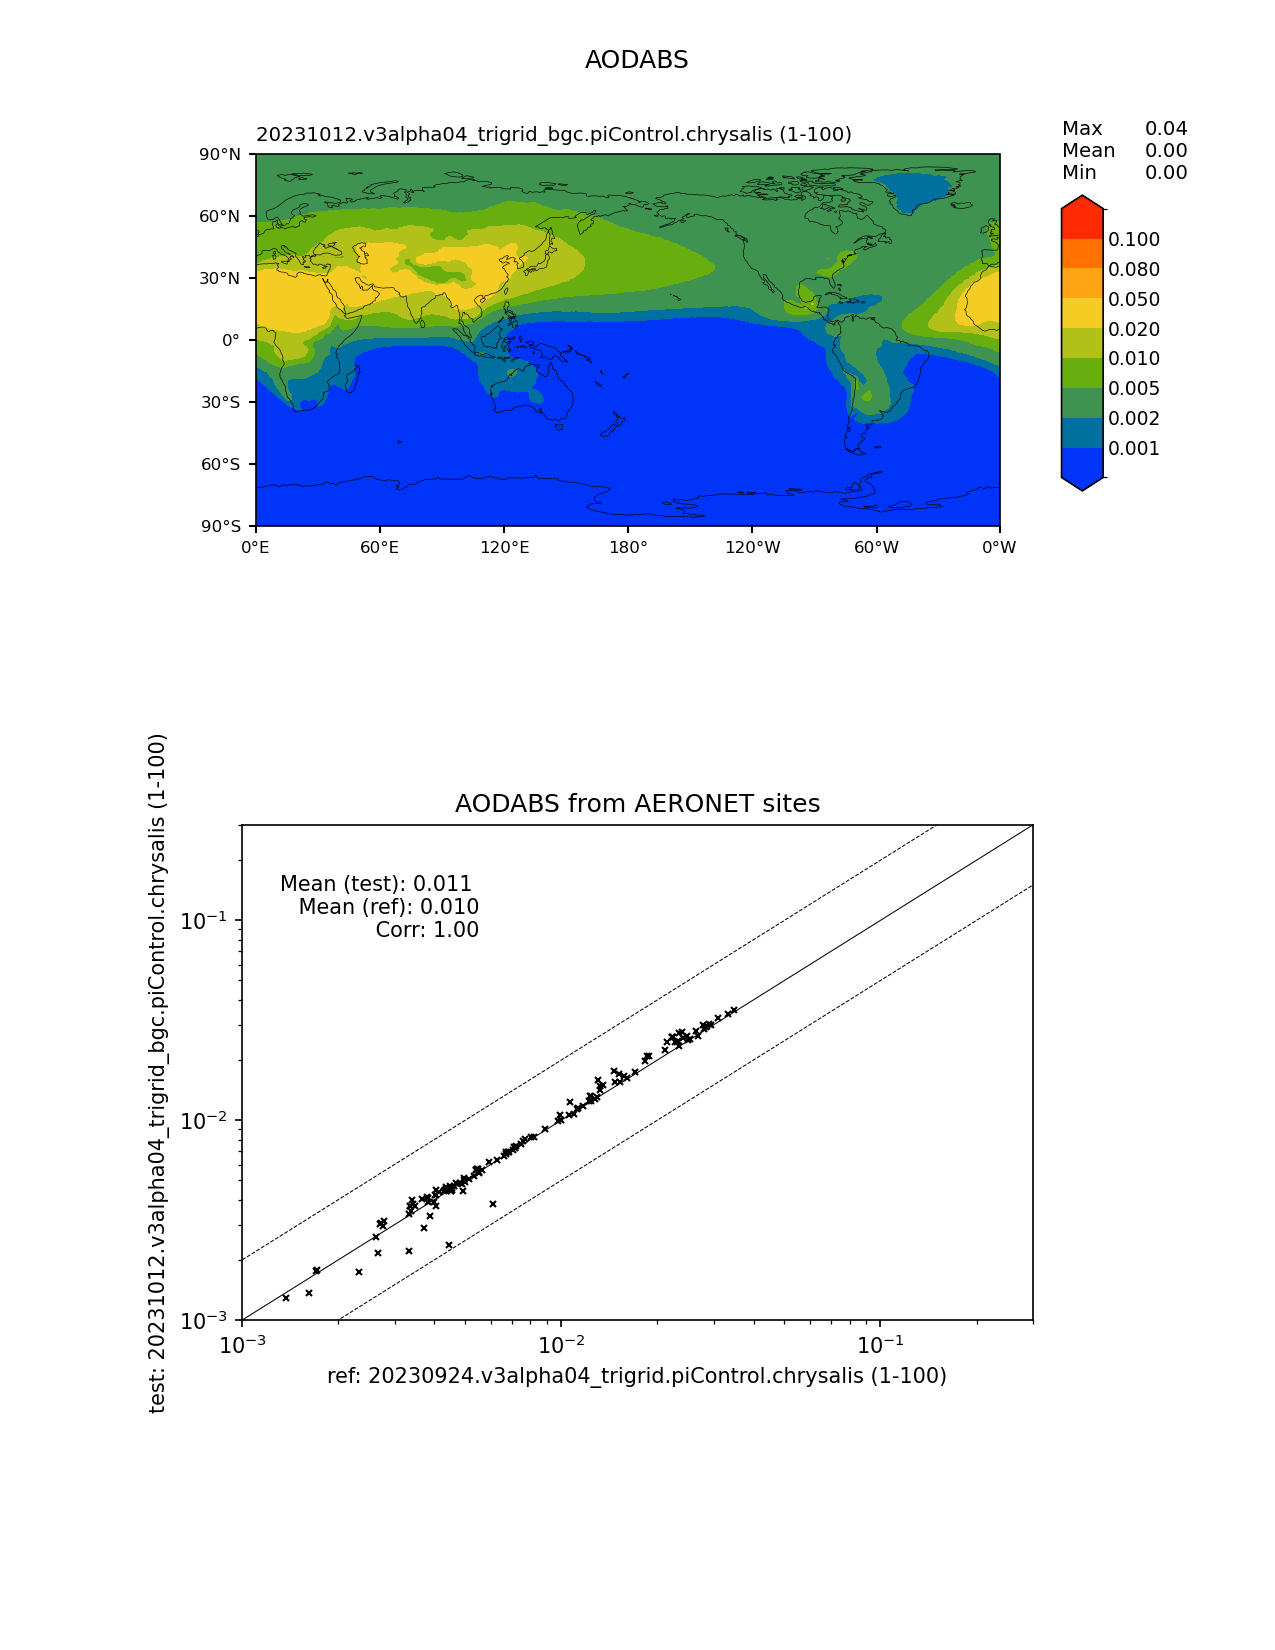 AODABS
20231012.v3alpha04_trigrid_bgc.piControl.chrysalis (1-100)
Max 0.04
Mean 0.00
Min 0.00
90°N
60°N
30°N
0°
30°S
60°S
90°S
0°E 60°E 120°E 180° 120°W 60°W 0°W
0.100
0.080
0.050
0.020
0.010
0.005
0.002
0.001
AODABS from AERONET sites
Mean (test): 0.011
Mean (ref): 0.010
Corr: 1.00
test: 20231012.v3alpha04_trigrid_bgc.piControl.chrysalis (1-100)
10⁻¹
10⁻²
10⁻³
10⁻³ 10⁻² 10⁻¹
ref: 20230924.v3alpha04_trigrid.piControl.chrysalis (1-100)